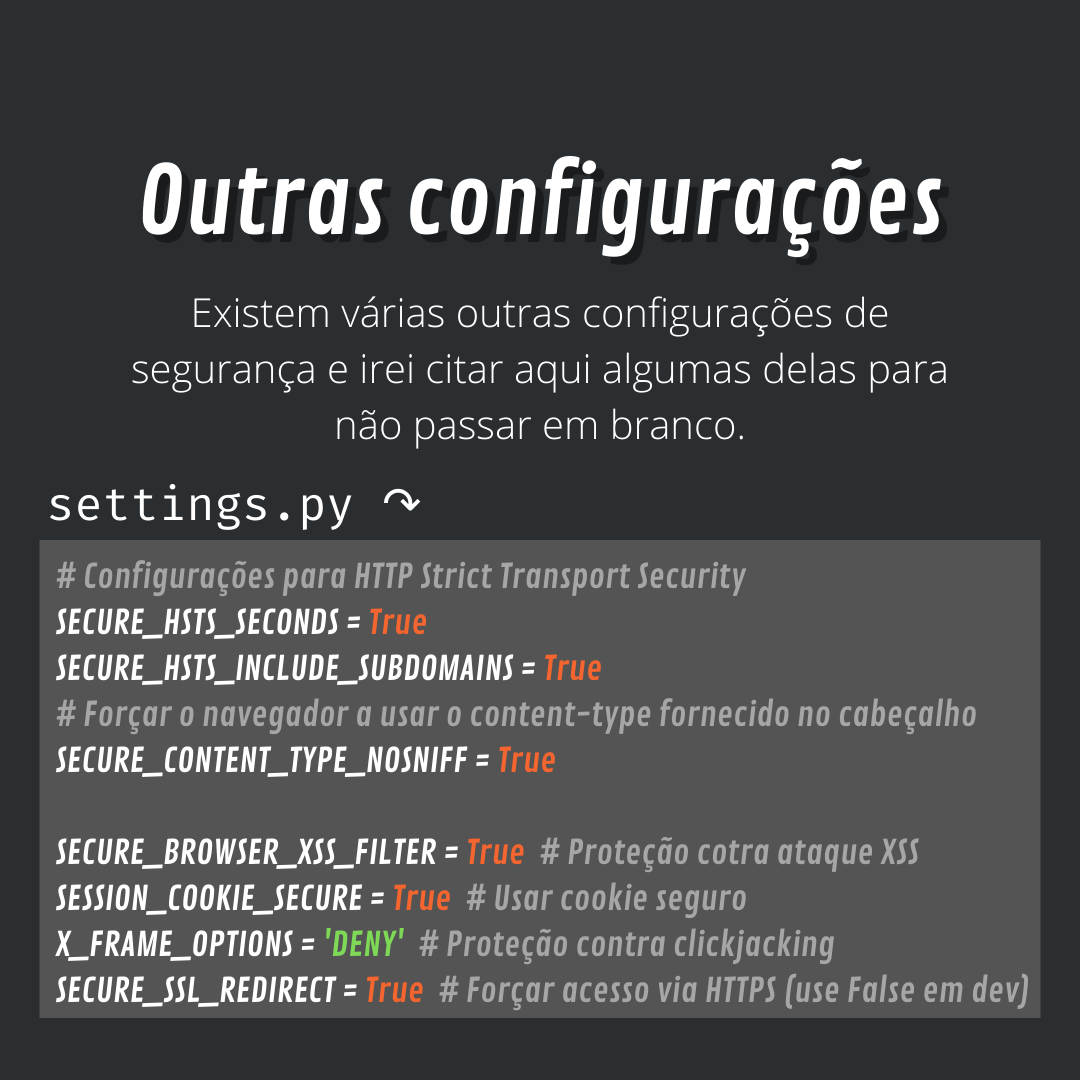 Outras configurações
Existem várias outras configurações de
segurança e irei citar aqui algumas delas para
não passar em branco.
settings.py ↷
# Configurações para HTTP Strict Transport Security
SECURE_HSTS_SECONDS = True
SECURE_HSTS_INCLUDE_SUBDOMAINS = True
# Forçar o navegador a usar o content-type fornecido no cabeçalho
SECURE_CONTENT_TYPE_NOSNIFF = True
SECURE_BROWSER_XSS_FILTER = True # Proteção cotra ataque XSS
SESSION_COOKIE_SECURE = True # Usar cookie seguro
X_FRAME_OPTIONS = 'DENY' # Proteção contra clickjacking
SECURE_SSL_REDIRECT = True # Forçar acesso via HTTPS (use False em dev)